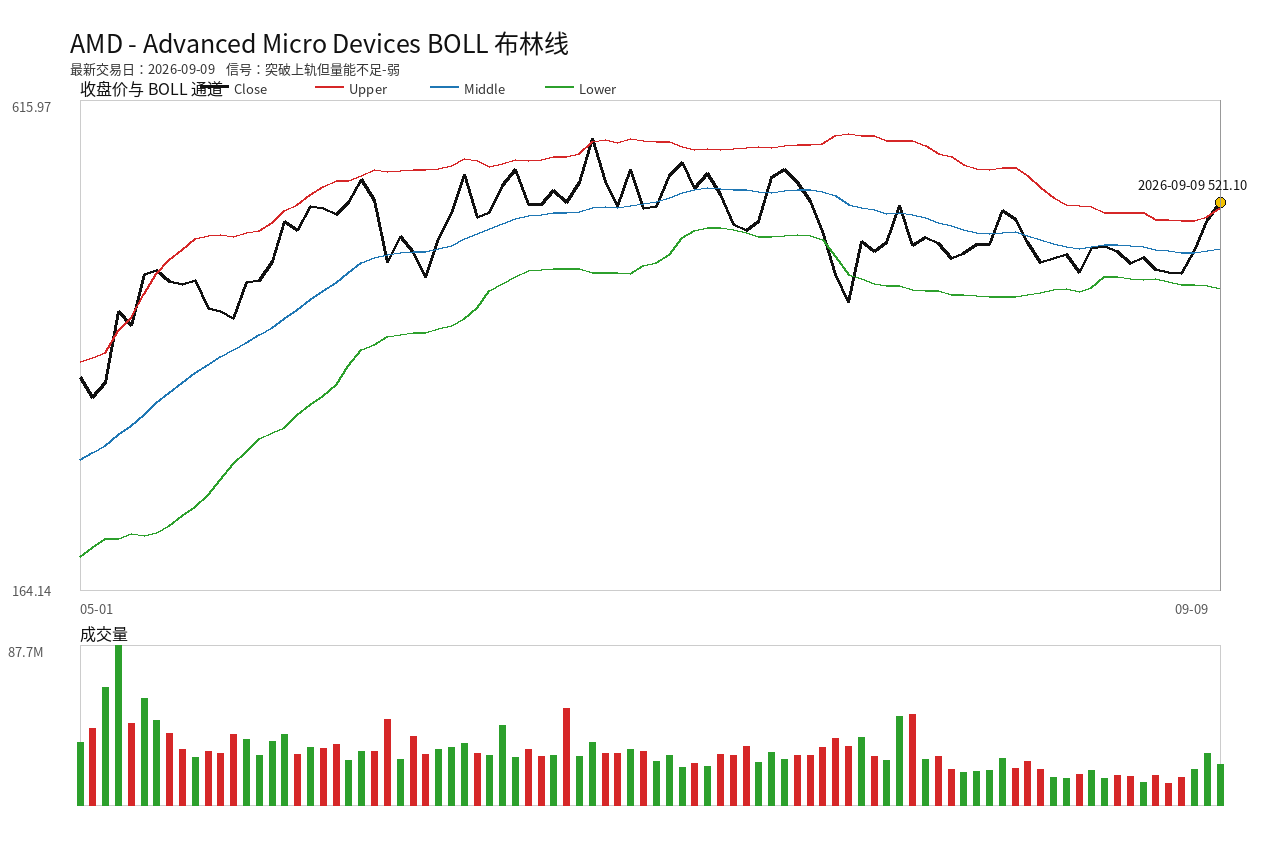 AMD - Advanced Micro Devices BOLL 布林线
最新交易日：2026-09-09 信号：突破上轨但量能不足-弱
收盘价与 BOLL 通道 Close Upper Middle Lower
615.97
2026-09-09 521.10
164.14
05-01 09-09
成交量
87.7M